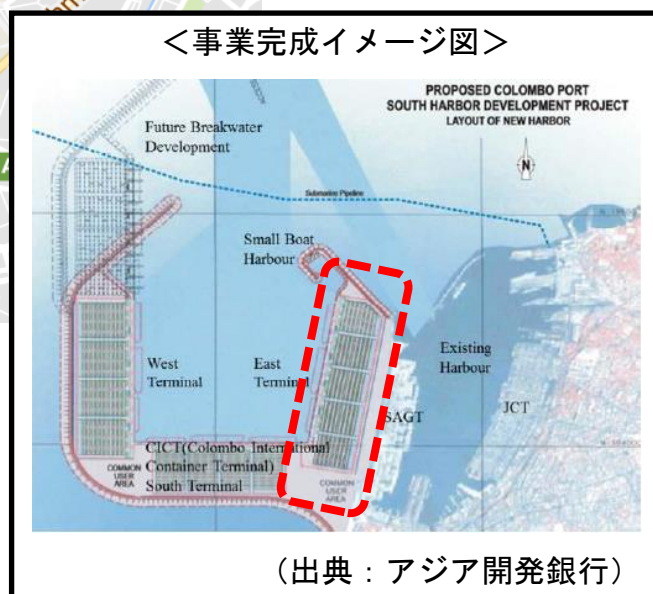 <事業完成イメージ図>
PROPOSED COLOMBO PORT
SOUTH HARBOR DEVELOPMENT PROJECT
LAYOUT OF NEW HARBOR
Future Breakwater
Development
N
Submarine Pipeline
Small Boat
Harbour
West
Terminal
East
Terminal
Existing
Harbour
SAGT
JCT
CICT(Colombo International
Container Terminal)
South Terminal
COMMON
USER
AREA
COMMON
USER
AREA
(出典：アジア開発銀行)